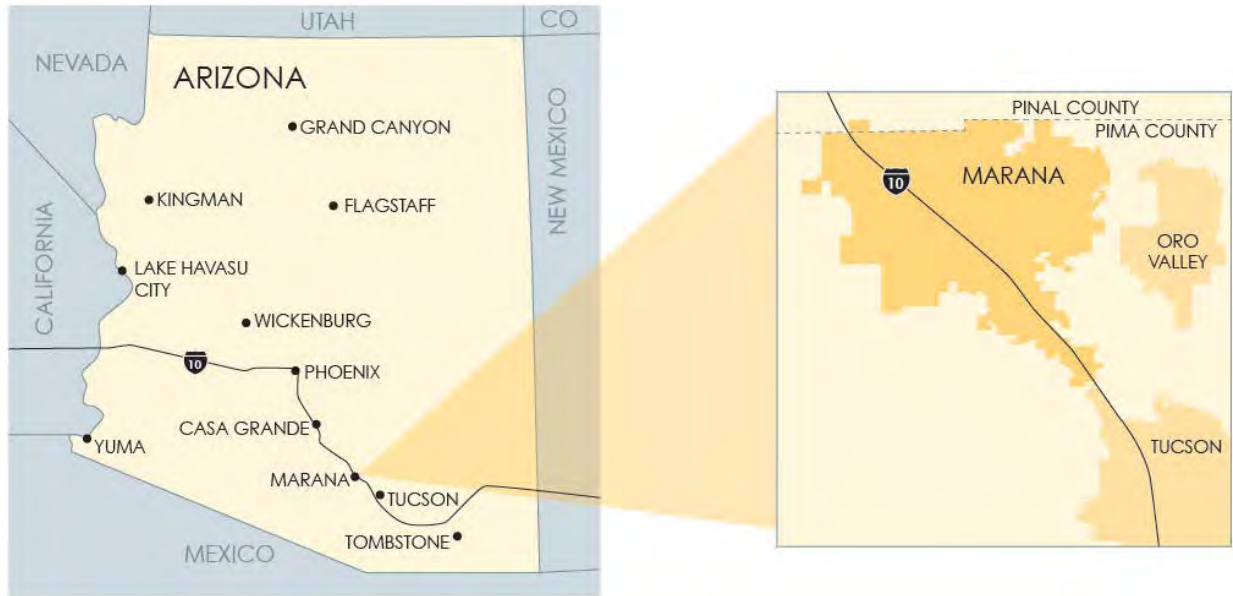 UTAH
CO
NEVADA
ARIZONA
GRAND CANYON
NEW MEXICO
KINGMAN
FLAGSTAFF
CALIFORNIA
LAKE HAVASU
CITY
WICKENBURG
10
PHOENIX
CASA GRANDE
YUMA
MARANA
TUCSON
TOMBSTONE
MEXICO
PINAL COUNTY
PIMA COUNTY
10
MARANA
ORO
VALLEY
TUCSON